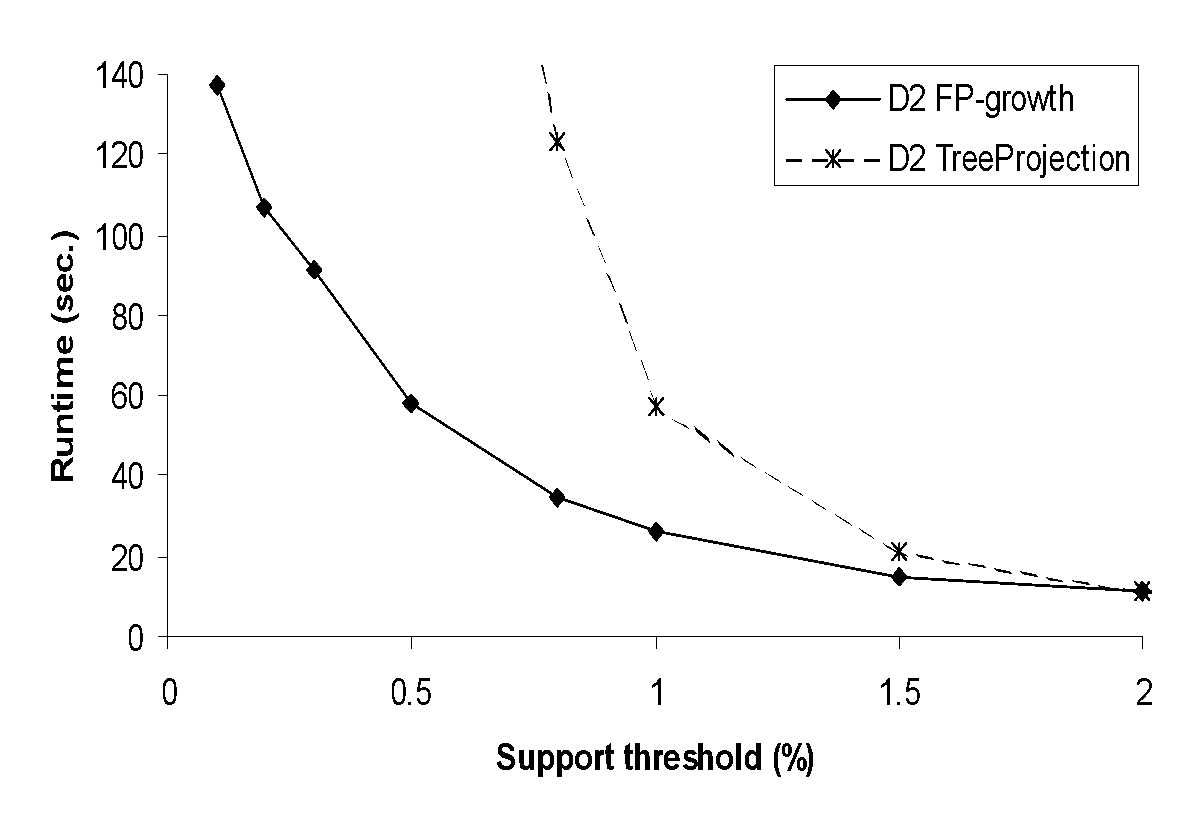 140
120
100
80
60
40
20
0
Runtime (sec.)
D2 FP-growth
D2 TreeProjection
0 0.5 1 1.5 2
Support threshold (%)